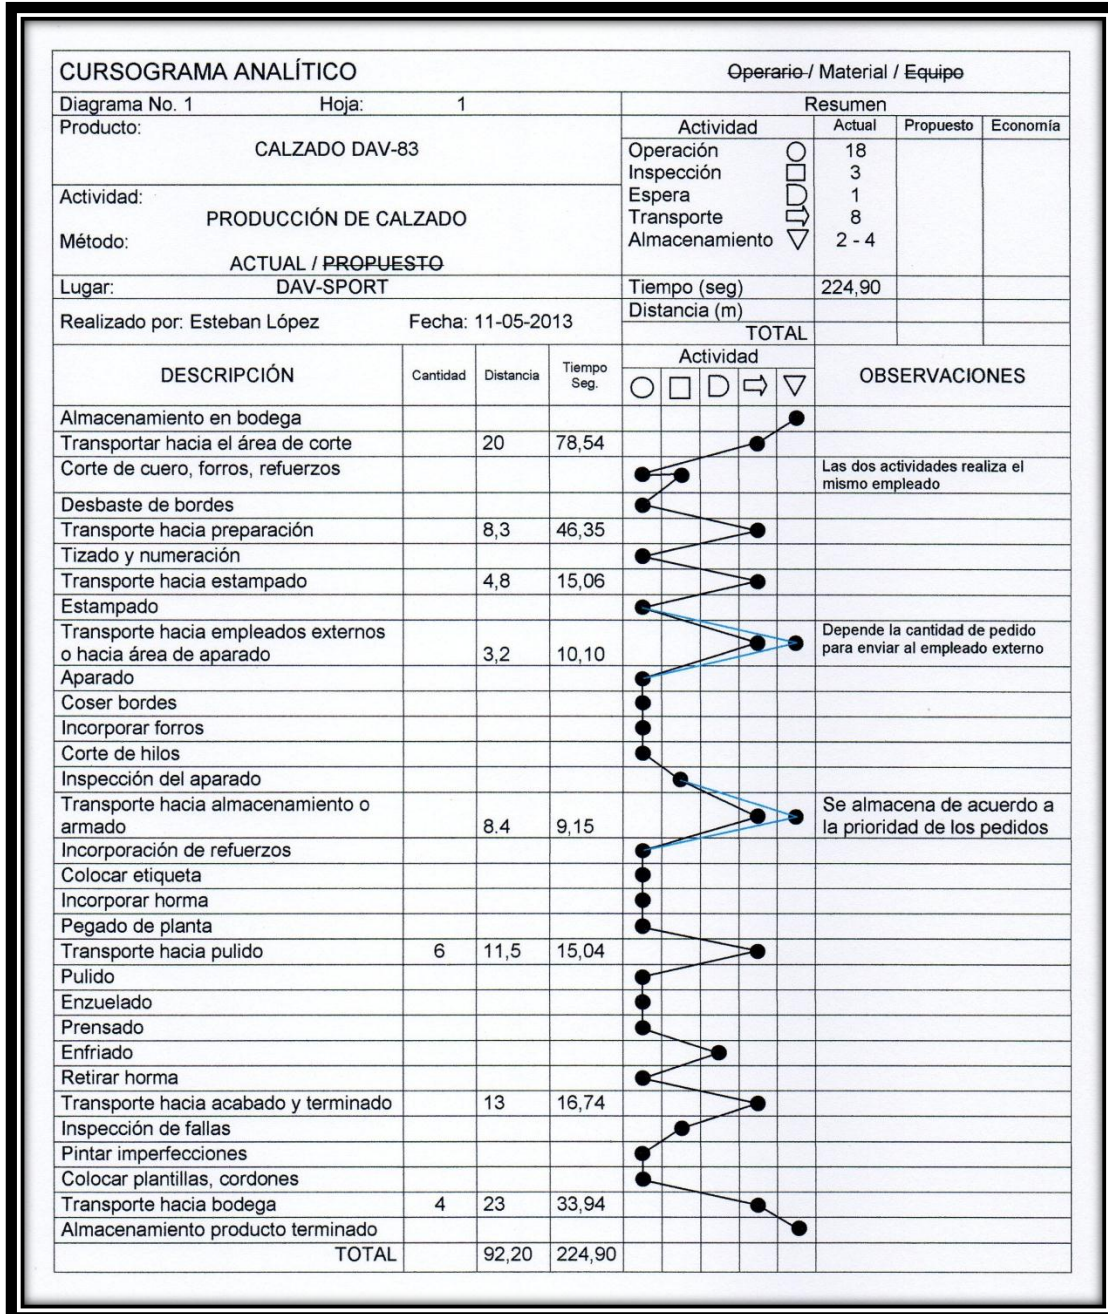 CURSOGRAMA ANALÍTICO Operario / Material / Equipo
Diagrama No. 1 Hoja: 1 Resumen
Producto: Actividad Actual Propuesto Economía
CALZADO DAV-83 Operación 18
Inspección 3
Actividad: Espera 1
PRODUCCIÓN DE CALZADO Transporte 8
Método: Almacenamiento 2 - 4
ACTUAL / PROPUESTO
Lugar: DAV-SPORT Tiempo (seg) 224,90
Realizado por: Esteban López Fecha: 11-05-2013 Distancia (m)
TOTAL
DESCRIPCIÓN Cantidad Distancia Tiempo Seg. Actividad OBSERVACIONES
Almacenamiento en bodega
Transportar hacia el área de corte 20 78,54
Corte de cuero, forros, refuerzos Las dos actividades realiza el
mismo empleado
Desbaste de bordes
Transporte hacia preparación 8,3 46,35
Tizado y numeración
Transporte hacia estampado 4,8 15,06
Estampado
Transporte hacia empleados externos Depende la cantidad de pedido
o hacia área de aparado 3,2 10,10 para enviar al empleado externo
Aparado
Coser bordes
Incorporar forros
Corte de hilos
Inspección del aparado
Transporte hacia almacenamiento o Se almacena de acuerdo a
armado 8.4 9,15 la prioridad de los pedidos
Incorporación de refuerzos
Colocar etiqueta
Incorporar horma
Pegado de planta
Transporte hacia pulido 6 11,5 15,04
Pulido
Enzuelado
Prensado
Enfriado
Retirar horma
Transporte hacia acabado y terminado 13 16,74
Inspección de fallas
Pintar imperfecciones
Colocar plantillas, cordones
Transporte hacia bodega 4 23 33,94
Almacenamiento producto terminado
TOTAL 92,20 224,90